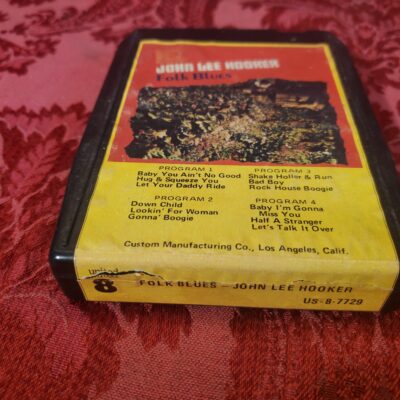 JOHN LEE HOOKER
Folk Blues
PROGRAM 1
Baby You Ain't No Good
Hug & Squeeze You
Let Your Daddy Ride
PROGRAM 2
Down Child
Lookin' For Woman
Gonna' Boogie
PROGRAM 3
Shake Holler & Run
Bad Boy
Rock House Boogie
PROGRAM 4
Baby I'm Gonna
Miss You
Half A Stranger
Let's Talk It Over
Custom Manufacturing Co., Los Angeles, Calif.
united
8
FOLK BLUES – JOHN LEE HOOKER
US-8-7729